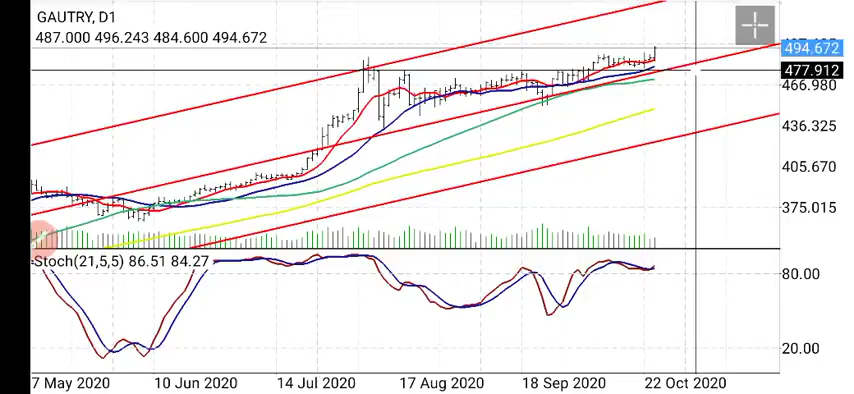 GAUTRY, D1
487.000 496.243 484.600 494.672
494.672
477.912
466.980
436.325
405.670
375.015
Stoch(21,5,5) 86.51 84.27
80.00
20.00
7 May 2020 10 Jun 2020 14 Jul 2020 17 Aug 2020 18 Sep 2020 22 Oct 2020